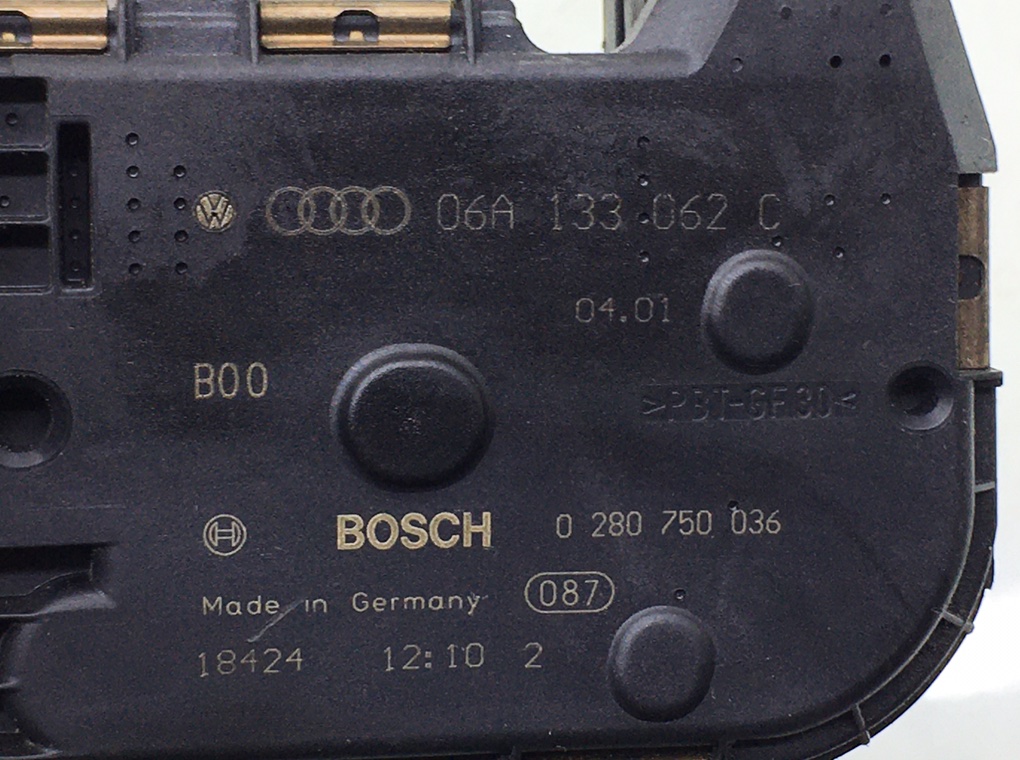 06A 133 062 C
04.01
B00
>PBT-GF30<
BOSCH 0 280 750 036
Made in Germany 087
18424 12:10 2